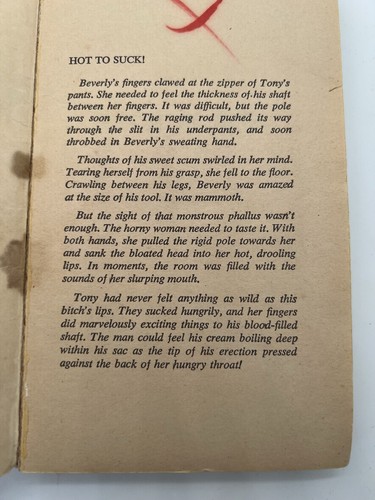 HOT TO SUCK!
Beverly's fingers clawed at the zipper of Tony's
pants. She needed to feel the thickness of his shaft
between her fingers. It was difficult, but the pole
was soon free. The raging rod pushed its way
through the slit in his underpants, and soon
throbbed in Beverly's sweating hand.
Thoughts of his sweet scum swirled in her mind.
Tearing herself from his grasp, she fell to the floor.
Crawling between his legs, Beverly was amazed
at the size of his tool. It was mammoth.
But the sight of that monstrous phallus wasn't
enough. The horny woman needed to taste it. With
both hands, she pulled the rigid pole towards her
and sank the bloated head into her hot, drooling
lips. In moments, the room was filled with the
sounds of her slurping mouth.
Tony had never felt anything as wild as this
bitch's lips. They sucked hungrily, and her fingers
did marvelously exciting things to his blood-filled
shaft. The man could feel his cream boiling deep
within his sac as the tip of his erection pressed
against the back of her hungry throat!